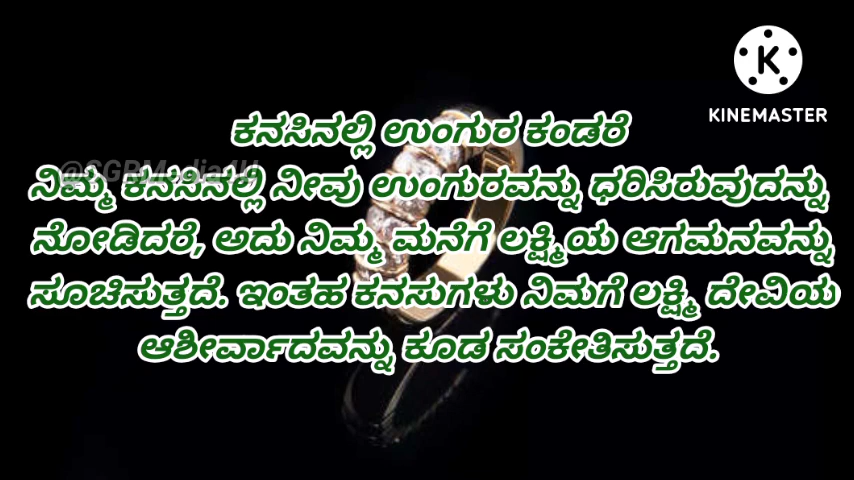 KINEMASTER
ಕನಸಿನಲ್ಲಿ ಉಂಗುರ ಕಂಡರೆ
@SGRMedia4U
ನಿಮ್ಮ ಕನಸಿನಲ್ಲಿ ನೀವು ಉಂಗುರವನ್ನು ಧರಿಸಿರುವುದನ್ನು
ನೋಡಿದರೆ, ಅದು ನಿಮ್ಮ ಮನೆಗೆ ಲಕ್ಷ್ಮಿಯ ಆಗಮನವನ್ನು
ಸೂಚಿಸುತ್ತದೆ. ಇಂತಹ ಕನಸುಗಳು ನಿಮಗೆ ಲಕ್ಷ್ಮಿ ದೇವಿಯ
ಆಶೀರ್ವಾದವನ್ನು ಕೂಡ ಸಂಕೇತಿಸುತ್ತದೆ.